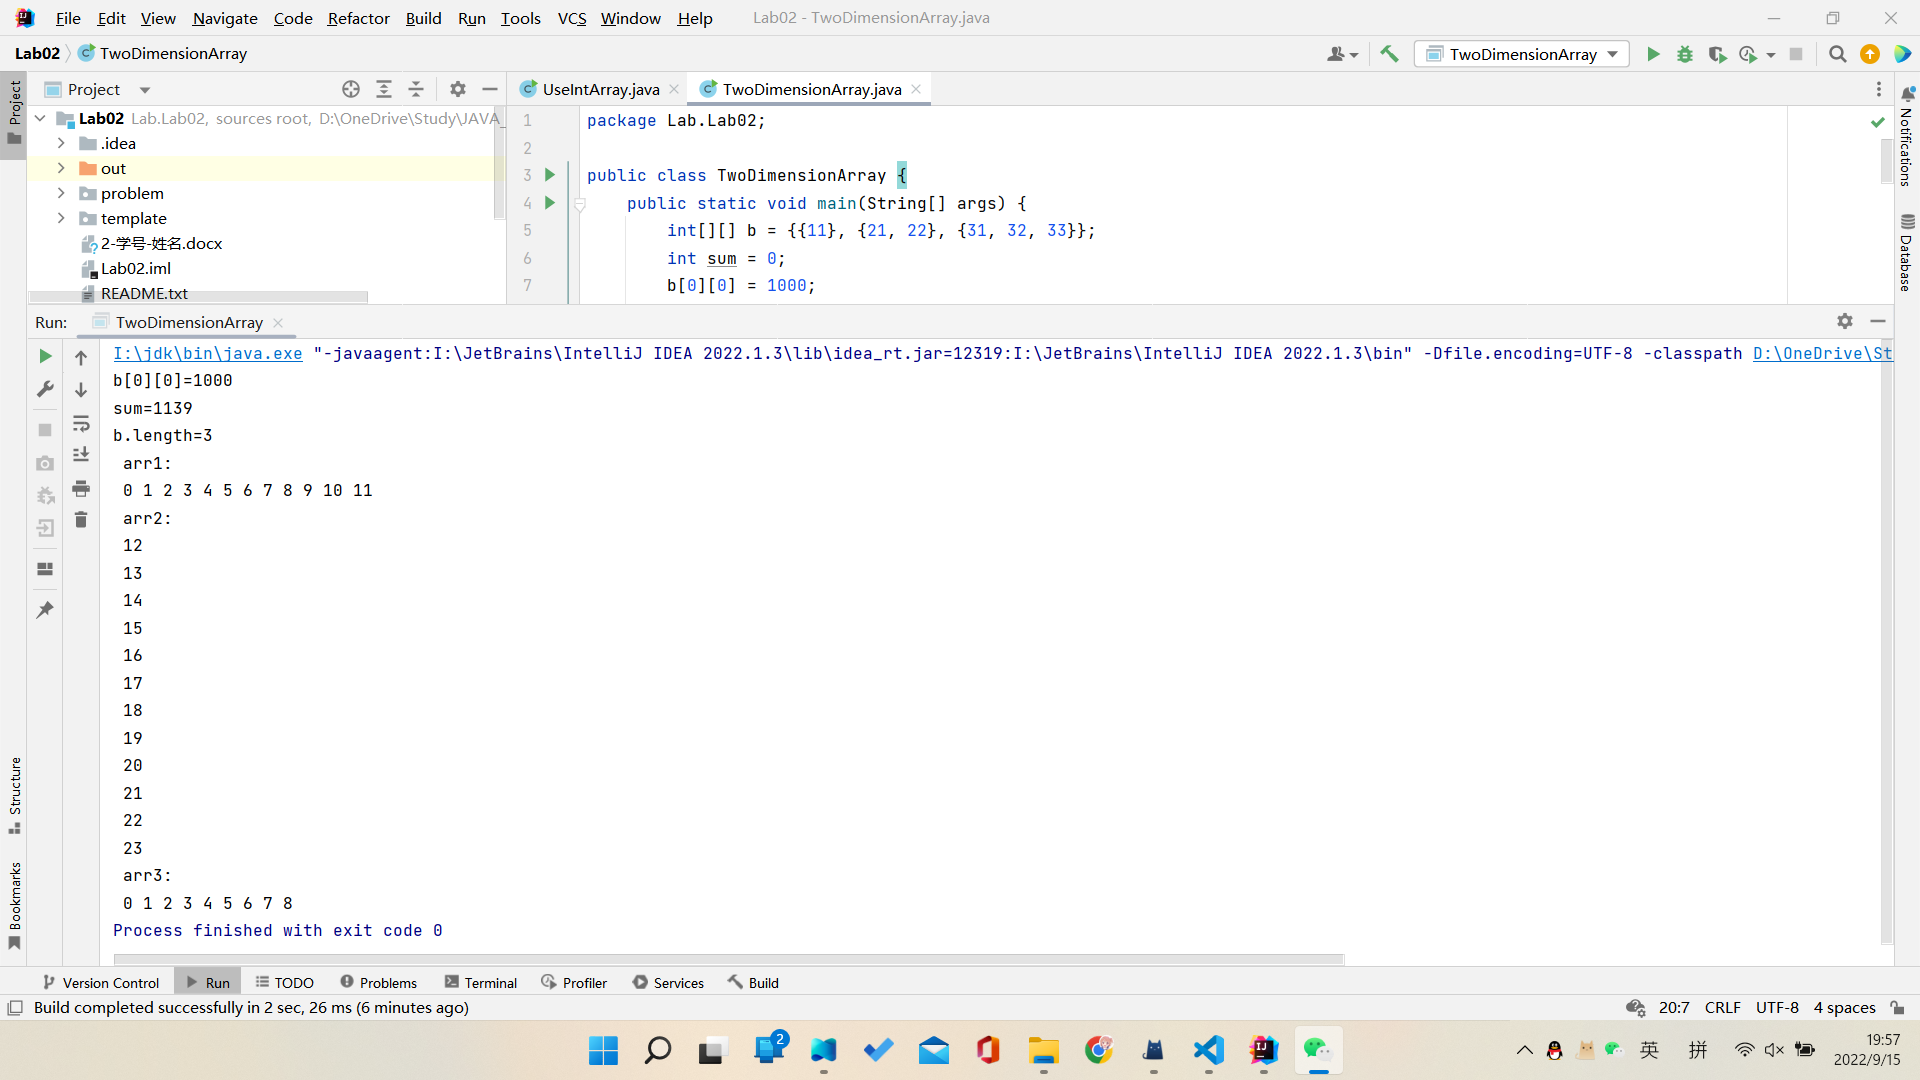 File Edit View Navigate Code Refactor Build Run Tools VCS Window Help Lab02 - TwoDimensionArray.java
Lab02 TwoDimensionArray TwoDimensionArray
Project
Project
UseIntArray.java TwoDimensionArray.java
Lab02 Lab.Lab02, sources root, D:\OneDrive\Study\JAVA_
.idea
out
problem
template
2-学号-姓名.docx
Lab02.iml
README.txt
1 package Lab.Lab02;
2
3 public class TwoDimensionArray {
4 public static void main(String[] args) {
5 int[][] b = {{11}, {21, 22}, {31, 32, 33}};
6 int sum = 0;
7 b[0][0] = 1000;
Notifications
Database
Run: TwoDimensionArray
I:\jdk\bin\java.exe "-javaagent:I:\JetBrains\IntelliJ IDEA 2022.1.3\lib\idea_rt.jar=12319:I:\JetBrains\IntelliJ IDEA 2022.1.3\bin" -Dfile.encoding=UTF-8 -classpath D:\OneDrive\St
b[0][0]=1000
sum=1139
b.length=3
arr1:
0 1 2 3 4 5 6 7 8 9 10 11
arr2:
12
13
14
15
16
17
18
19
20
21
22
23
arr3:
0 1 2 3 4 5 6 7 8
Process finished with exit code 0
Structure
Bookmarks
Version Control Run TODO Problems Terminal Profiler Services Build
Build completed successfully in 2 sec, 26 ms (6 minutes ago) 20:7 CRLF UTF-8 4 spaces
2
英 拼
19:57
2022/9/15